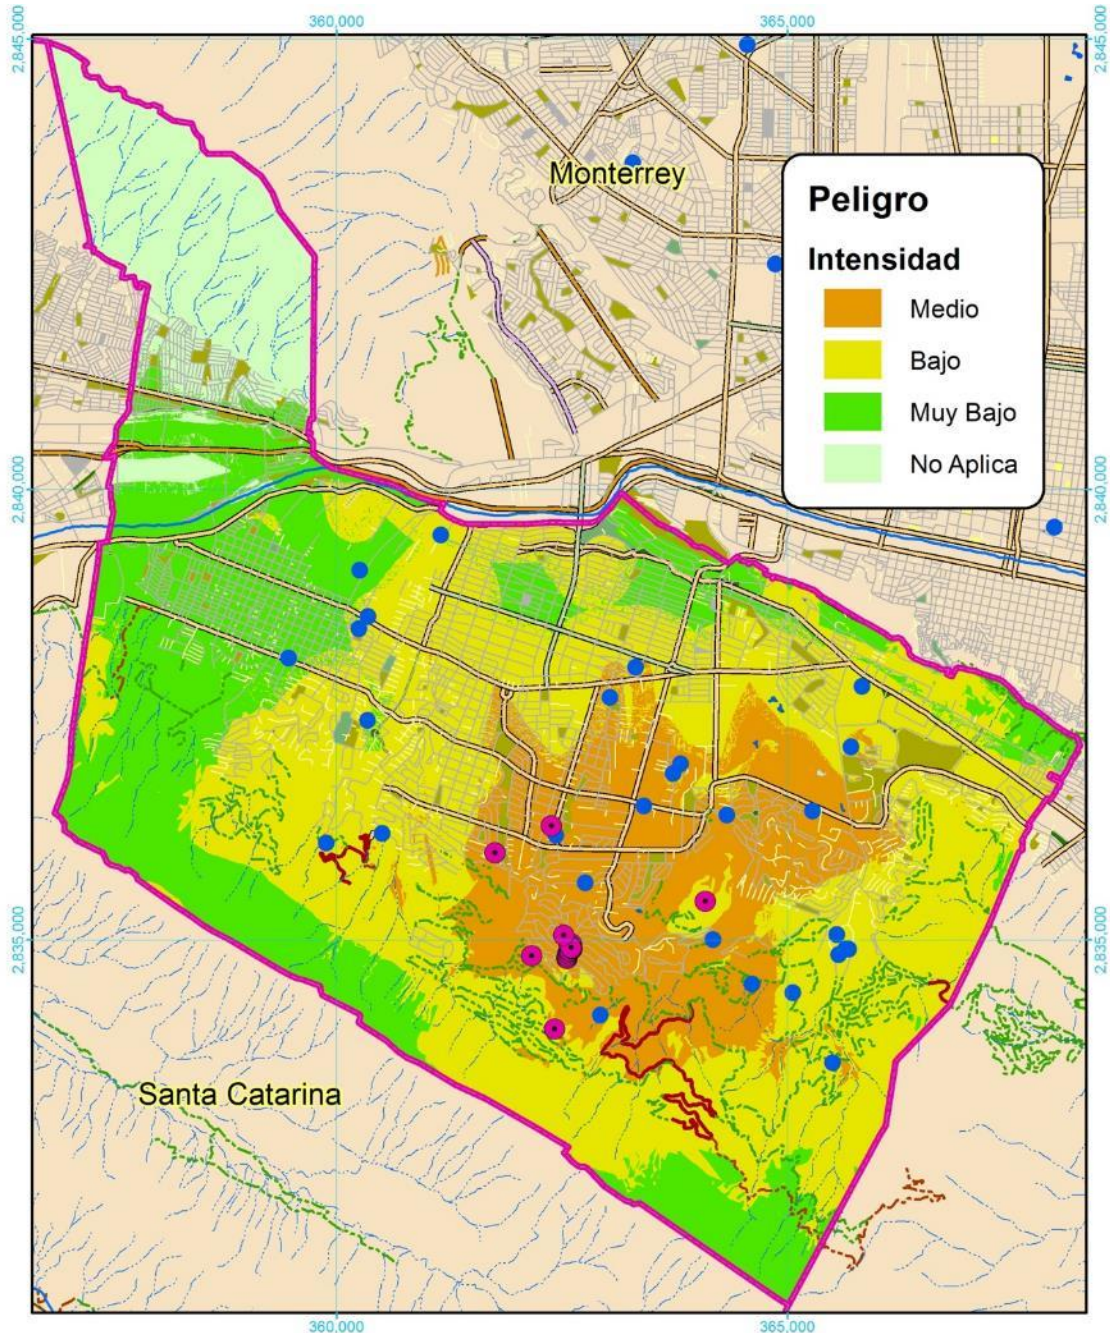 360,000
365,000
2,845,000
2,845,000
Monterrey
Peligro
Intensidad
Medio
Bajo
Muy Bajo
No Aplica
2,840,000
2,840,000
2,835,000
2,835,000
Santa Catarina
360,000
365,000